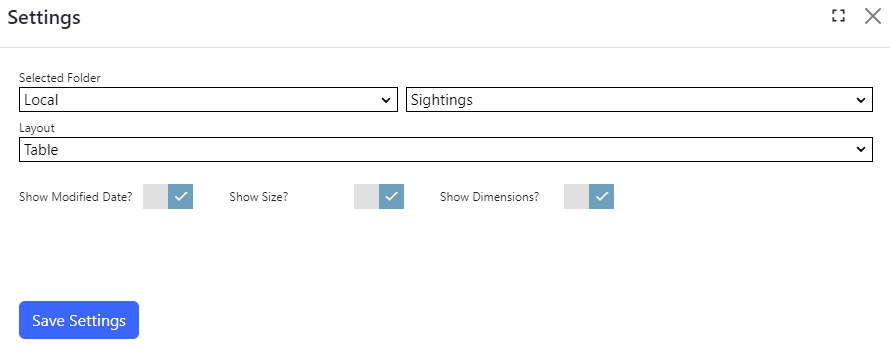 Settings
Selected Folder
Local Sightings
Layout
Table
Show Modified Date? Show Size? Show Dimensions?
Save Settings